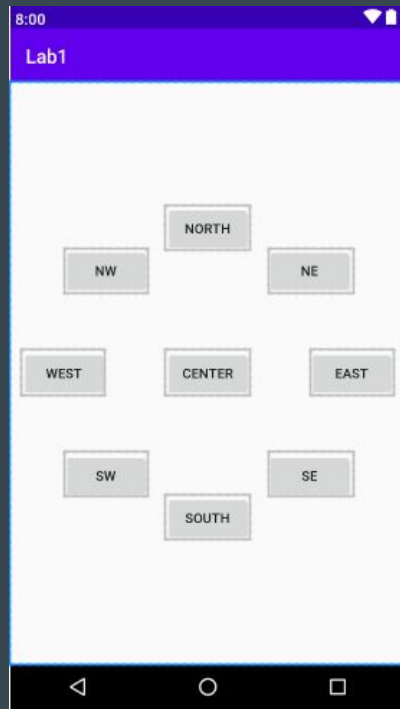 8:00
Lab1
NORTH
NW NE
WEST CENTER EAST
SW SE
SOUTH